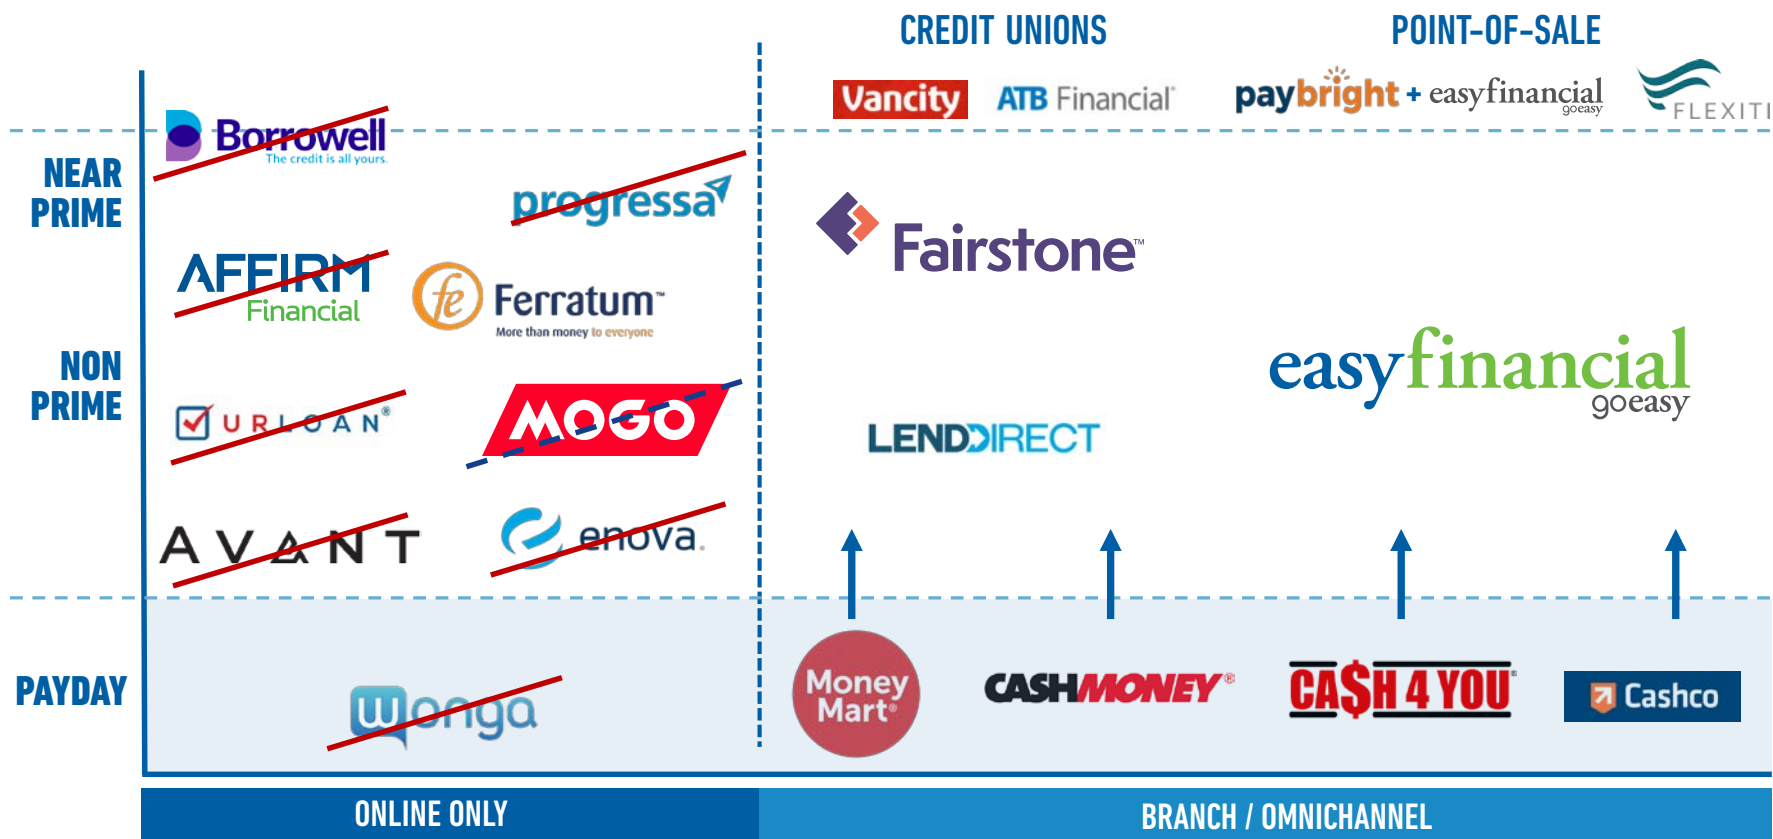 CREDIT UNIONS
POINT-OF-SALE
Vancity
ATB Financial®
paybright + easyfinancial
goeasy
FLEXITI
Borrowell
The credit is all yours.
NEAR
PRIME
progressa
Fairstone™
AFFIRM
Financial
Ferratum™
More than money to everyone
easyfinancial
goeasy
NON
PRIME
URLOAN®
MOGO
LENDDIRECT
AVANT
enova.
PAYDAY
wonga
Money
Mart®
CASHMONEY®
CA$H 4 YOU®
Cashco
ONLINE ONLY
BRANCH / OMNICHANNEL